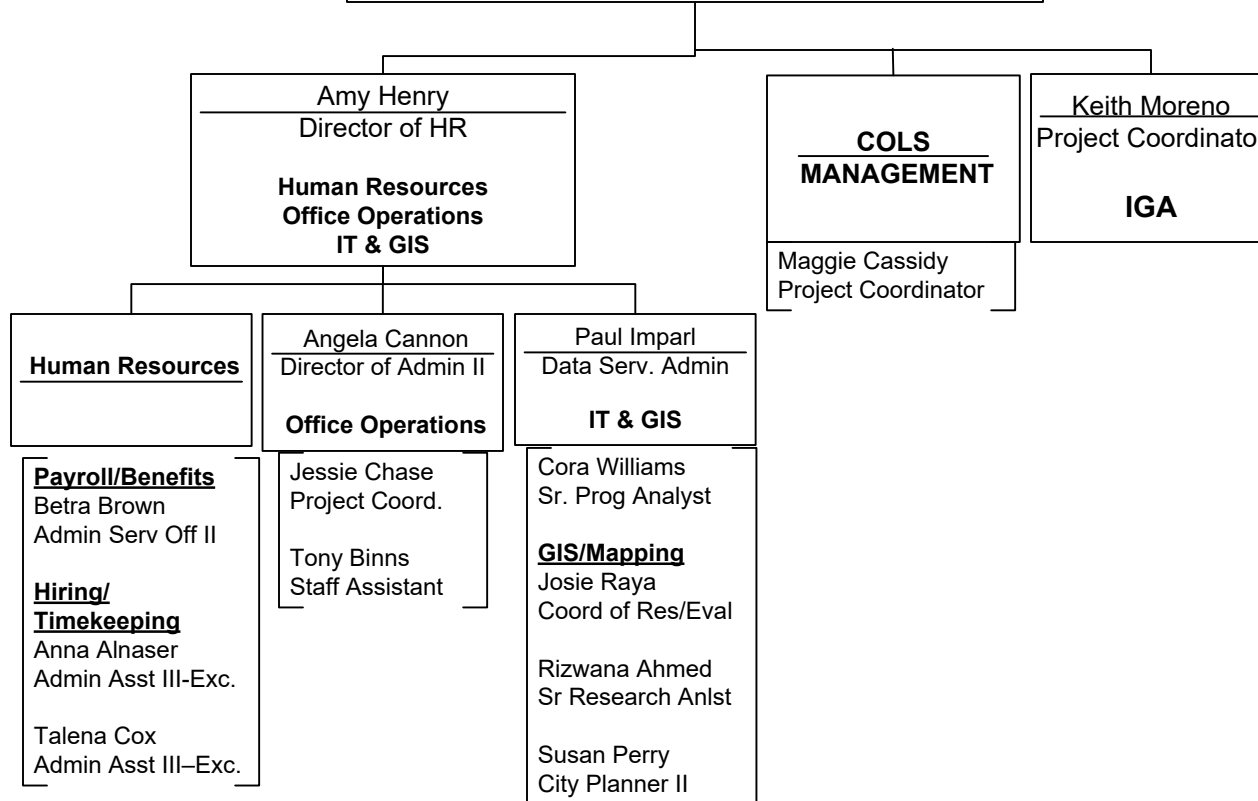 Amy Henry
Director of HR
Human Resources
Office Operations
IT & GIS
COLS
MANAGEMENT
Maggie Cassidy
Project Coordinator
Keith Moreno
Project Coordinato
IGA
Human Resources
Payroll/Benefits
Betra Brown
Admin Serv Off II
Hiring/
Timekeeping
Anna Alnaser
Admin Asst III-Exc.
Talena Cox
Admin Asst III–Exc.
Angela Cannon
Director of Admin II
Office Operations
Jessie Chase
Project Coord.
Tony Binns
Staff Assistant
Paul Imparl
Data Serv. Admin
IT & GIS
Cora Williams
Sr. Prog Analyst
GIS/Mapping
Josie Raya
Coord of Res/Eval
Rizwana Ahmed
Sr Research Anlst
Susan Perry
City Planner II